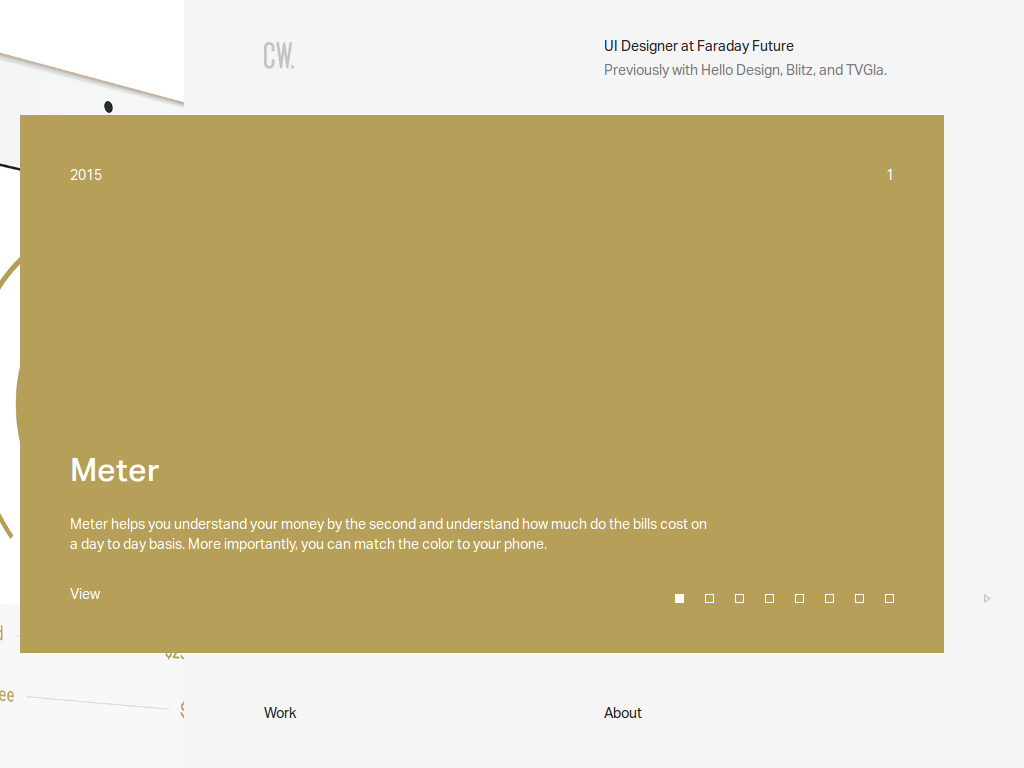 CW.
UI Designer at Faraday Future
Previously with Hello Design, Blitz, and TVGla.
2015
1
Meter
Meter helps you understand your money by the second and understand how much do the bills cost on
a day to day basis. More importantly, you can match the color to your phone.
View
Work
About